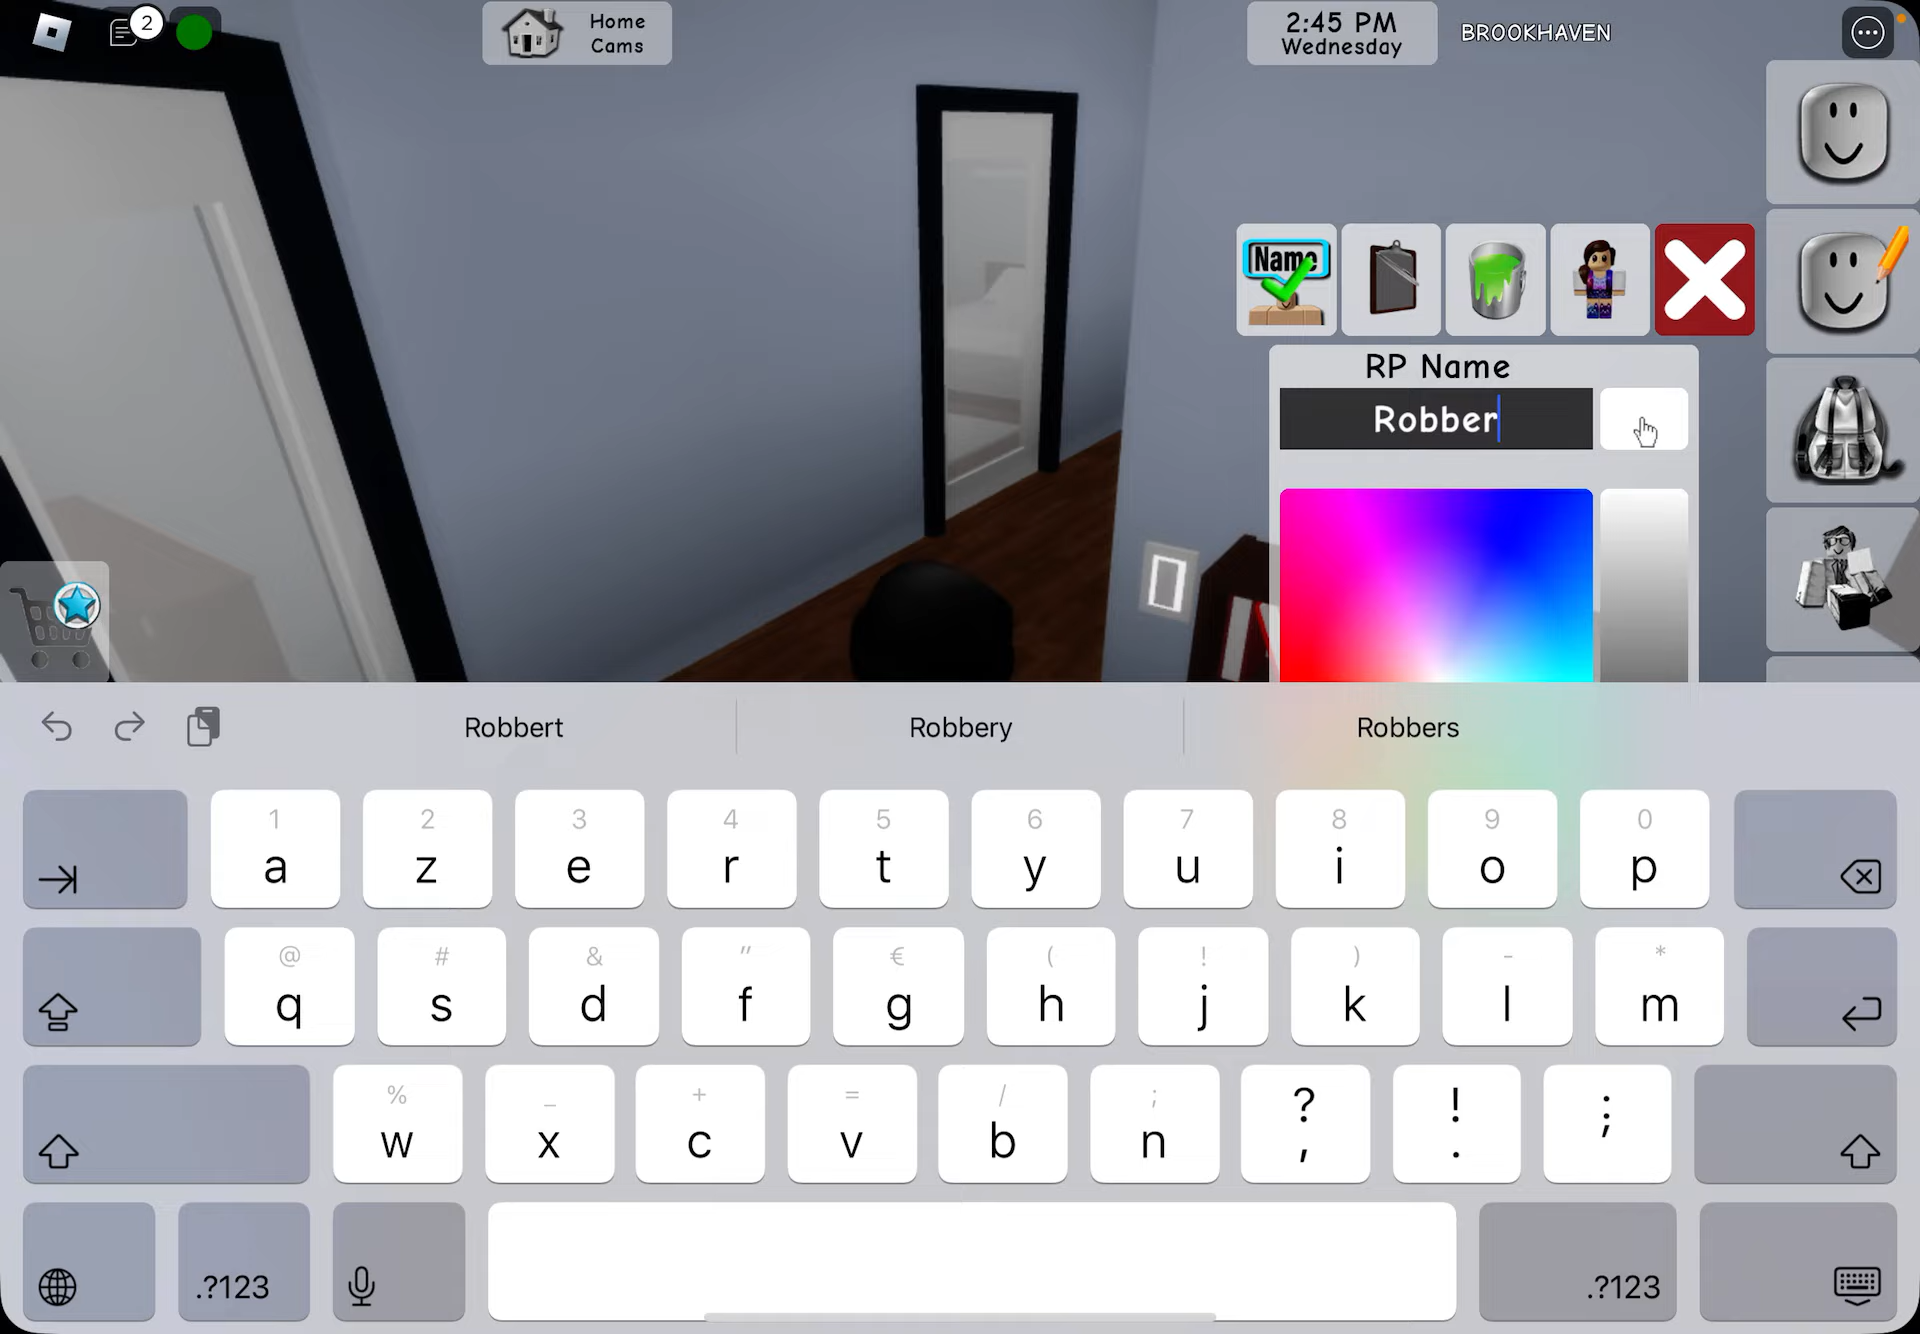 2
Home
Cams
2:45 PM
Wednesday
BROOKHAVEN
Name
RP Name
Robber
Robbert
Robbery
Robbers
1 2 3 4 5 6 7 8 9 0
a z e r t y u i o p
@ # & " € ( ! ) - *
q s d f g h j k l m
% _ + = / ; ? ! ;
w x c v b n , .
.?123
.?123